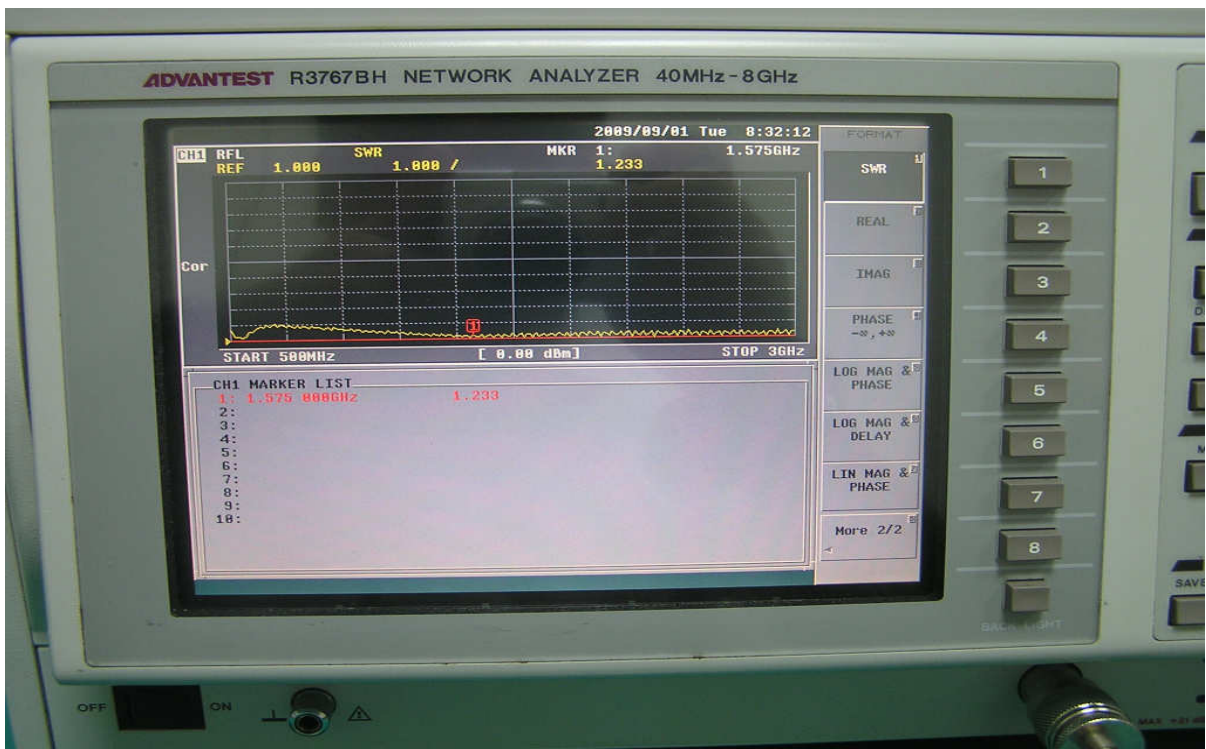 ADVANTEST R3767BH NETWORK ANALYZER 40MHz-8GHz
2009/09/01 Tue 8:32:12
CH1 RFL SWR MKR 1: 1.575GHz
REF 1.000 1.000 / 1.233
Cor
1
START 500MHz [ 0.00 dBm] STOP 3GHz
CH1 MARKER LIST
1: 1.575 000GHz 1.233
2:
3:
4:
5:
6:
7:
8:
9:
10:
FORMAT
SWR
REAL
IMAG
PHASE
-∞,+∞
LOG MAG &
PHASE
LOG MAG &
DELAY
LIN MAG &
PHASE
More 2/2
1
2
3
4
5
6
7
8
BACK LIGHT
SAVE
OFF
ON
MAX